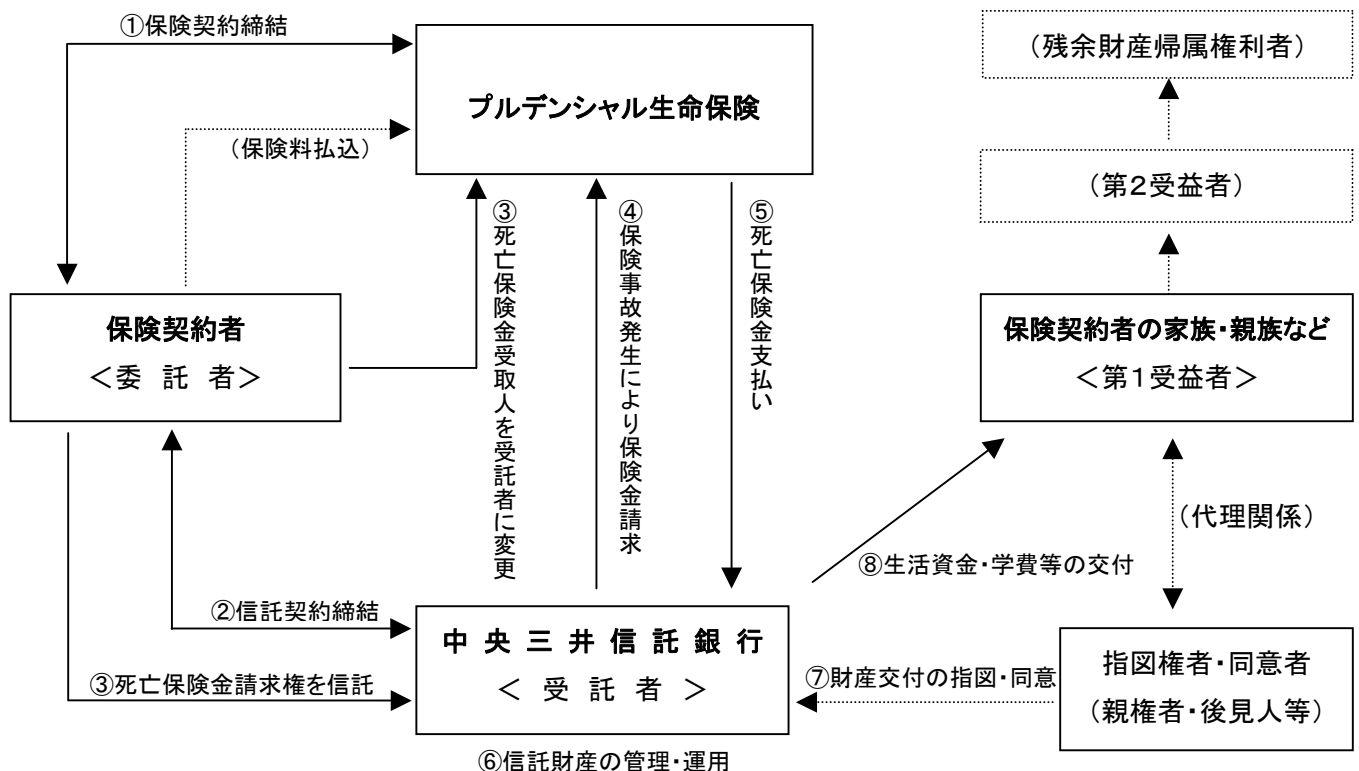 ①保険契約締結
プルデンシャル生命保険
(残余財産帰属権利者)
(保険料払込)
(第2受益者)
③死亡保険金受取人を受託者に変更
④保険事故発生により保険金請求
⑤死亡保険金支払い
保険契約者
＜委 託 者＞
保険契約者の家族・親族など
＜第1受益者＞
(代理関係)
⑧生活資金・学費等の交付
②信託契約締結
中 央 三 井 信 託 銀 行
＜ 受 託 者 ＞
③死亡保険金請求権を信託
⑦財産交付の指図・同意
指図権者・同意者
(親権者・後見人等)
⑥信託財産の管理・運用